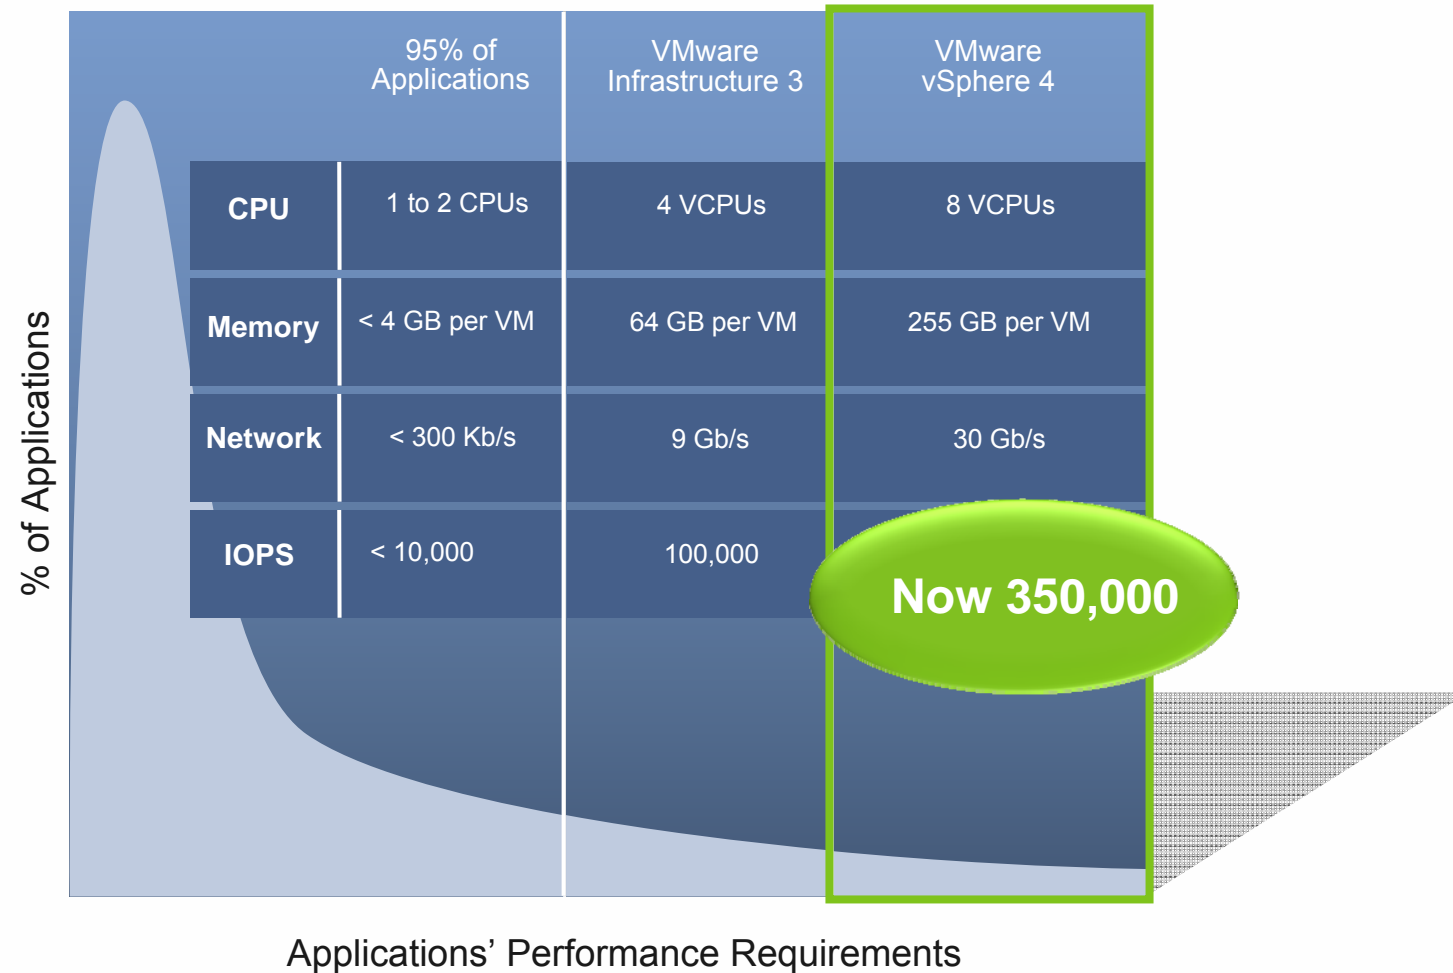 95% of
Applications
VMware
Infrastructure 3
VMware
vSphere 4
CPU
1 to 2 CPUs
4 VCPUs
8 VCPUs
Memory
< 4 GB per VM
64 GB per VM
255 GB per VM
Network
< 300 Kb/s
9 Gb/s
30 Gb/s
IOPS
< 10,000
100,000
Now 350,000
% of Applications
Applications’ Performance Requirements